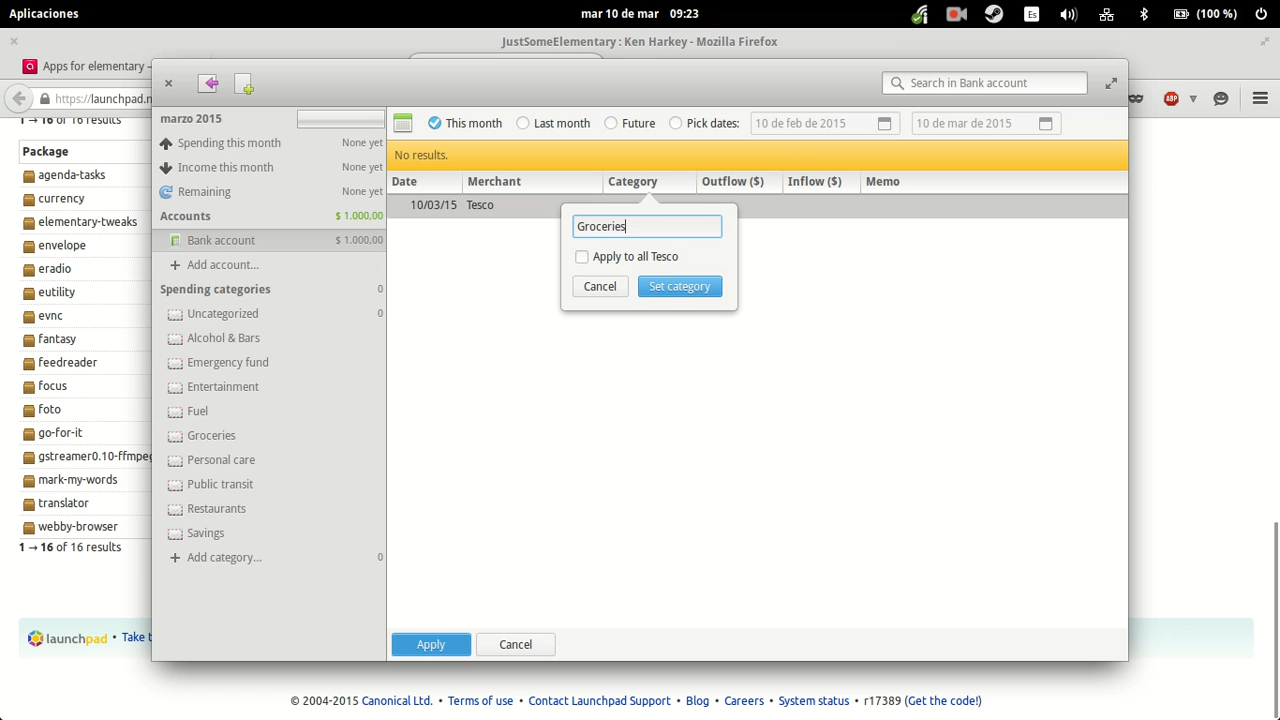 Aplicaciones
mar 10 de mar 09:23
Es
(100 %)
JustSomeElementary : Ken Harkey - Mozilla Firefox
Apps for elementary –
https://launchpad.n
ABP
1 → 16 of 16 results
Package
agenda-tasks
currency
elementary-tweaks
envelope
eradio
eutility
evnc
fantasy
feedreader
focus
foto
go-for-it
gstreamer0.10-ffmpeg
mark-my-words
translator
webby-browser
1 → 16 of 16 results
launchpad • Take t
Search in Bank account
marzo 2015
Spending this month None yet
Income this month None yet
Remaining None yet
Accounts $ 1.000,00
Bank account $ 1.000,00
Add account...
Spending categories 0
Uncategorized 0
Alcohol & Bars
Emergency fund
Entertainment
Fuel
Groceries
Personal care
Public transit
Restaurants
Savings
Add category... 0
This month Last month Future Pick dates: 10 de feb de 2015 10 de mar de 2015
No results.
Date Merchant Category Outflow ($) Inflow ($) Memo
10/03/15 Tesco
Groceries
Apply to all Tesco
Cancel Set category
Apply Cancel
© 2004-2015 Canonical Ltd. • Terms of use • Contact Launchpad Support • Blog • Careers • System status • r17389 (Get the code!)